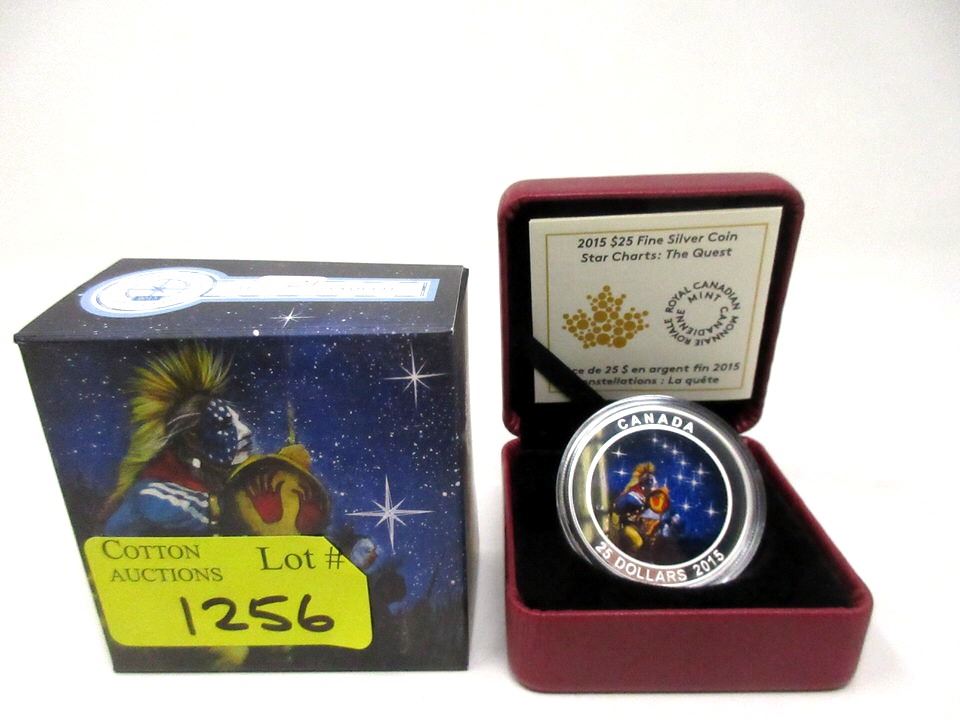 COTTON
AUCTIONS
Lot #
1256
2015 $25 Fine Silver Coin
Star Charts: The Quest
ROYAL CANADIAN MINT
MONNAIE ROYALE CANADIENNE
ce de 25 $ en argent fin 2015
nstellations : La quête
CANADA
25 DOLLARS 2015